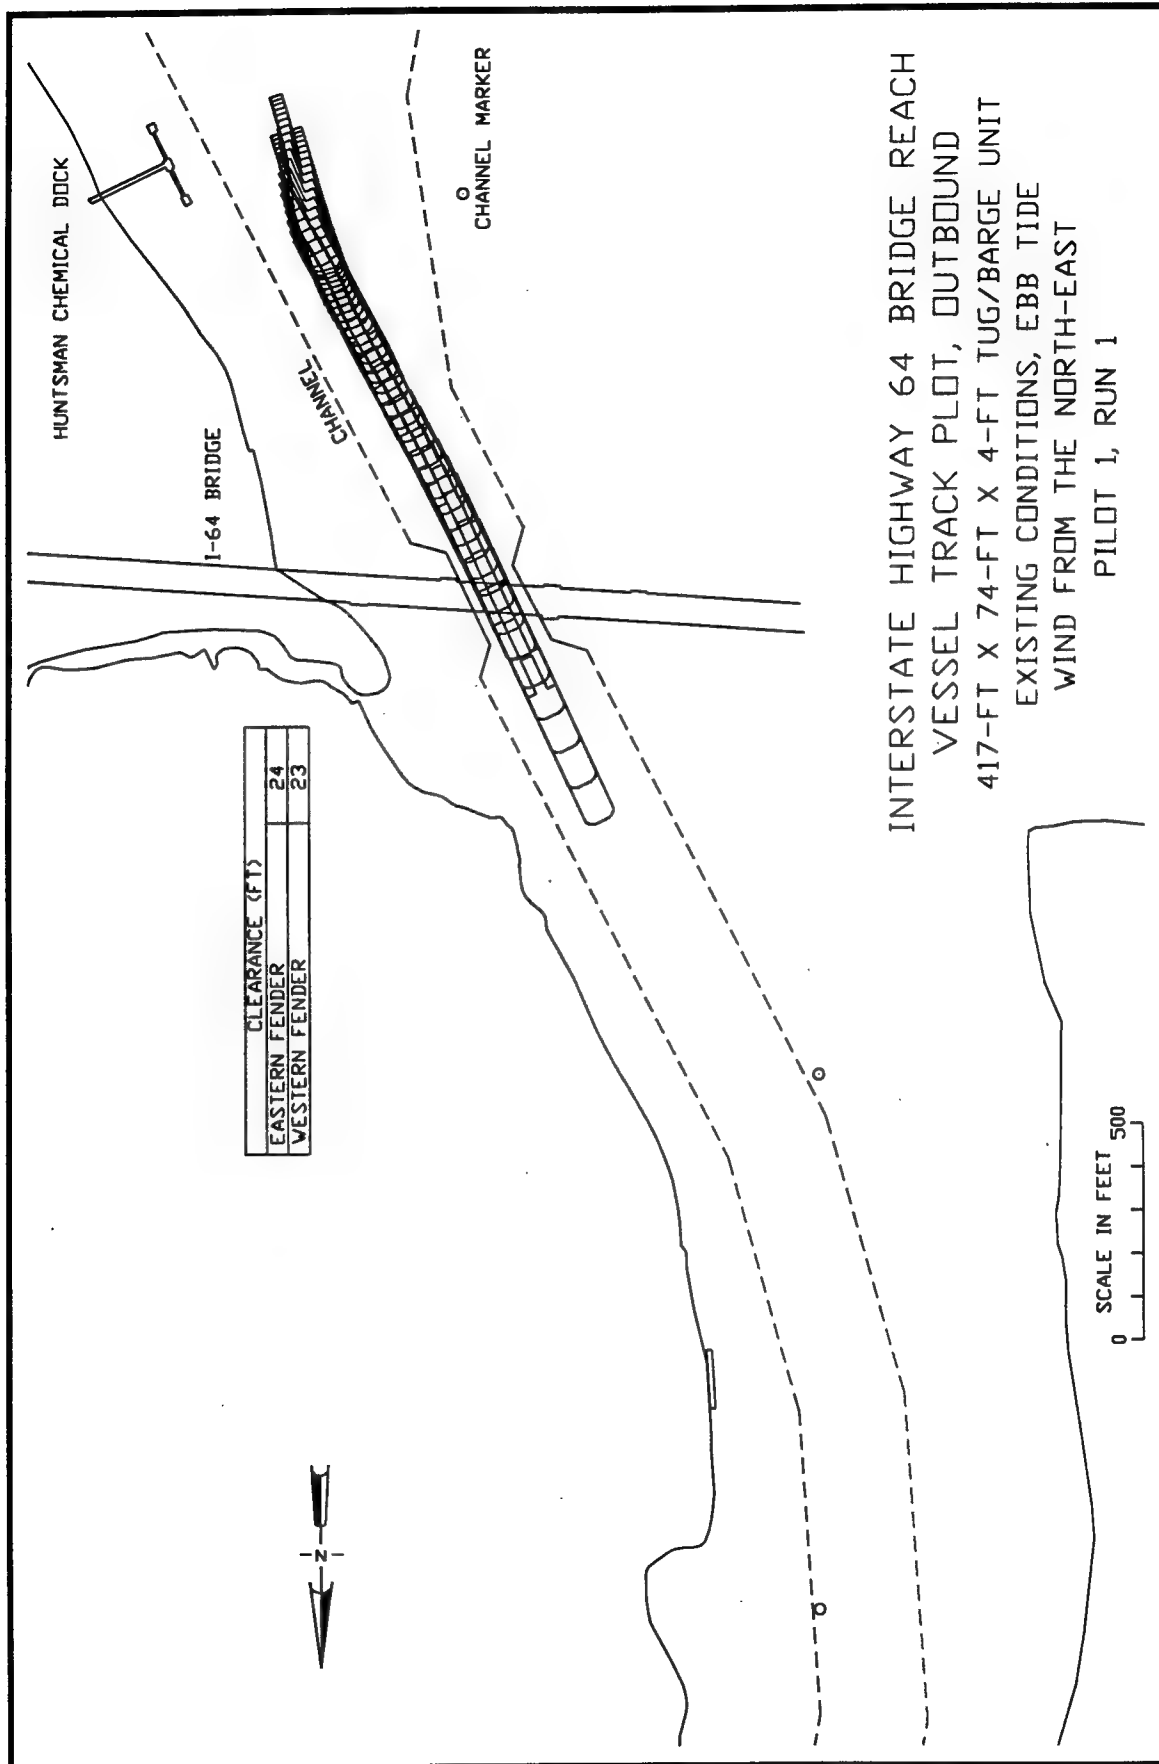 HUNTSMAN CHEMICAL DOCK
I-64 BRIDGE
CHANNEL
CHANNEL MARKER
CLEARANCE (FT)
EASTERN FENDER 24
WESTERN FENDER 23
N
SCALE IN FEET
0 500
INTERSTATE HIGHWAY 64 BRIDGE REACH
VESSEL TRACK PLOT, OUTBOUND
417-FT X 74-FT X 4-FT TUG/BARGE UNIT
EXISTING CONDITIONS, EBB TIDE
WIND FROM THE NORTH-EAST
PILOT 1, RUN 1